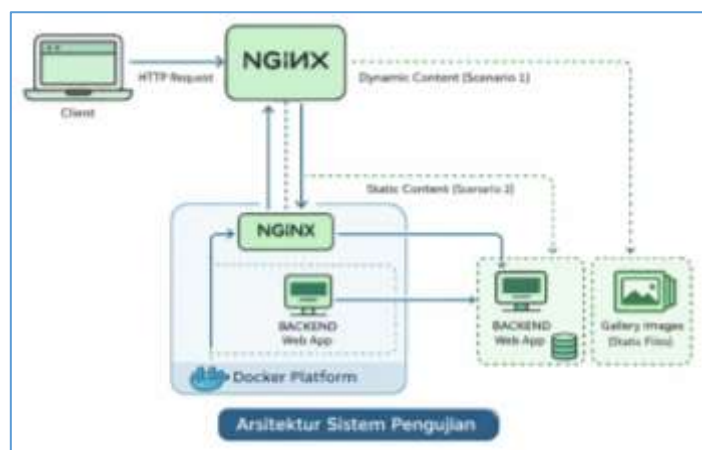 NGINX
HTTP Request
Client
Dynamic Content (Scenario 1)
Static Content (Scenario 2)
NGINX
BACKEND
Web App
BACKEND
Web App
Gallery Images
(Static Files)
Docker Platform
Arsitektur Sistem Pengujian